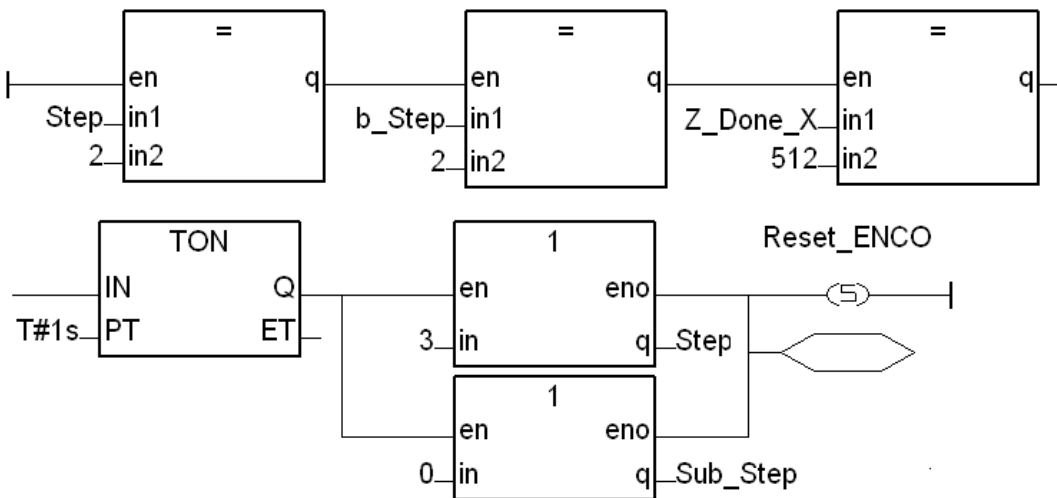 = = =
en q en q en q
Step in1 b_Step in1 Z_Done_X in1
2 in2 2 in2 512 in2
TON 1 Reset_ENCO
IN Q en eno S
T#1s PT ET 3 in q Step
1
en eno
0 in q Sub_Step